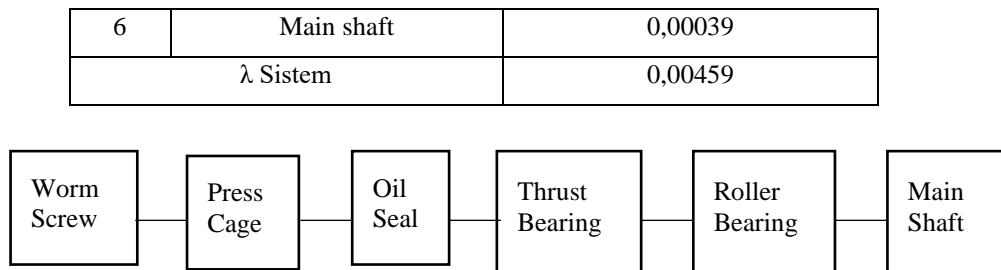 6 Main shaft 0,00039
λ Sistem 0,00459
Worm
Screw
Press
Cage
Oil
Seal
Thrust
Bearing
Roller
Bearing
Main
Shaft